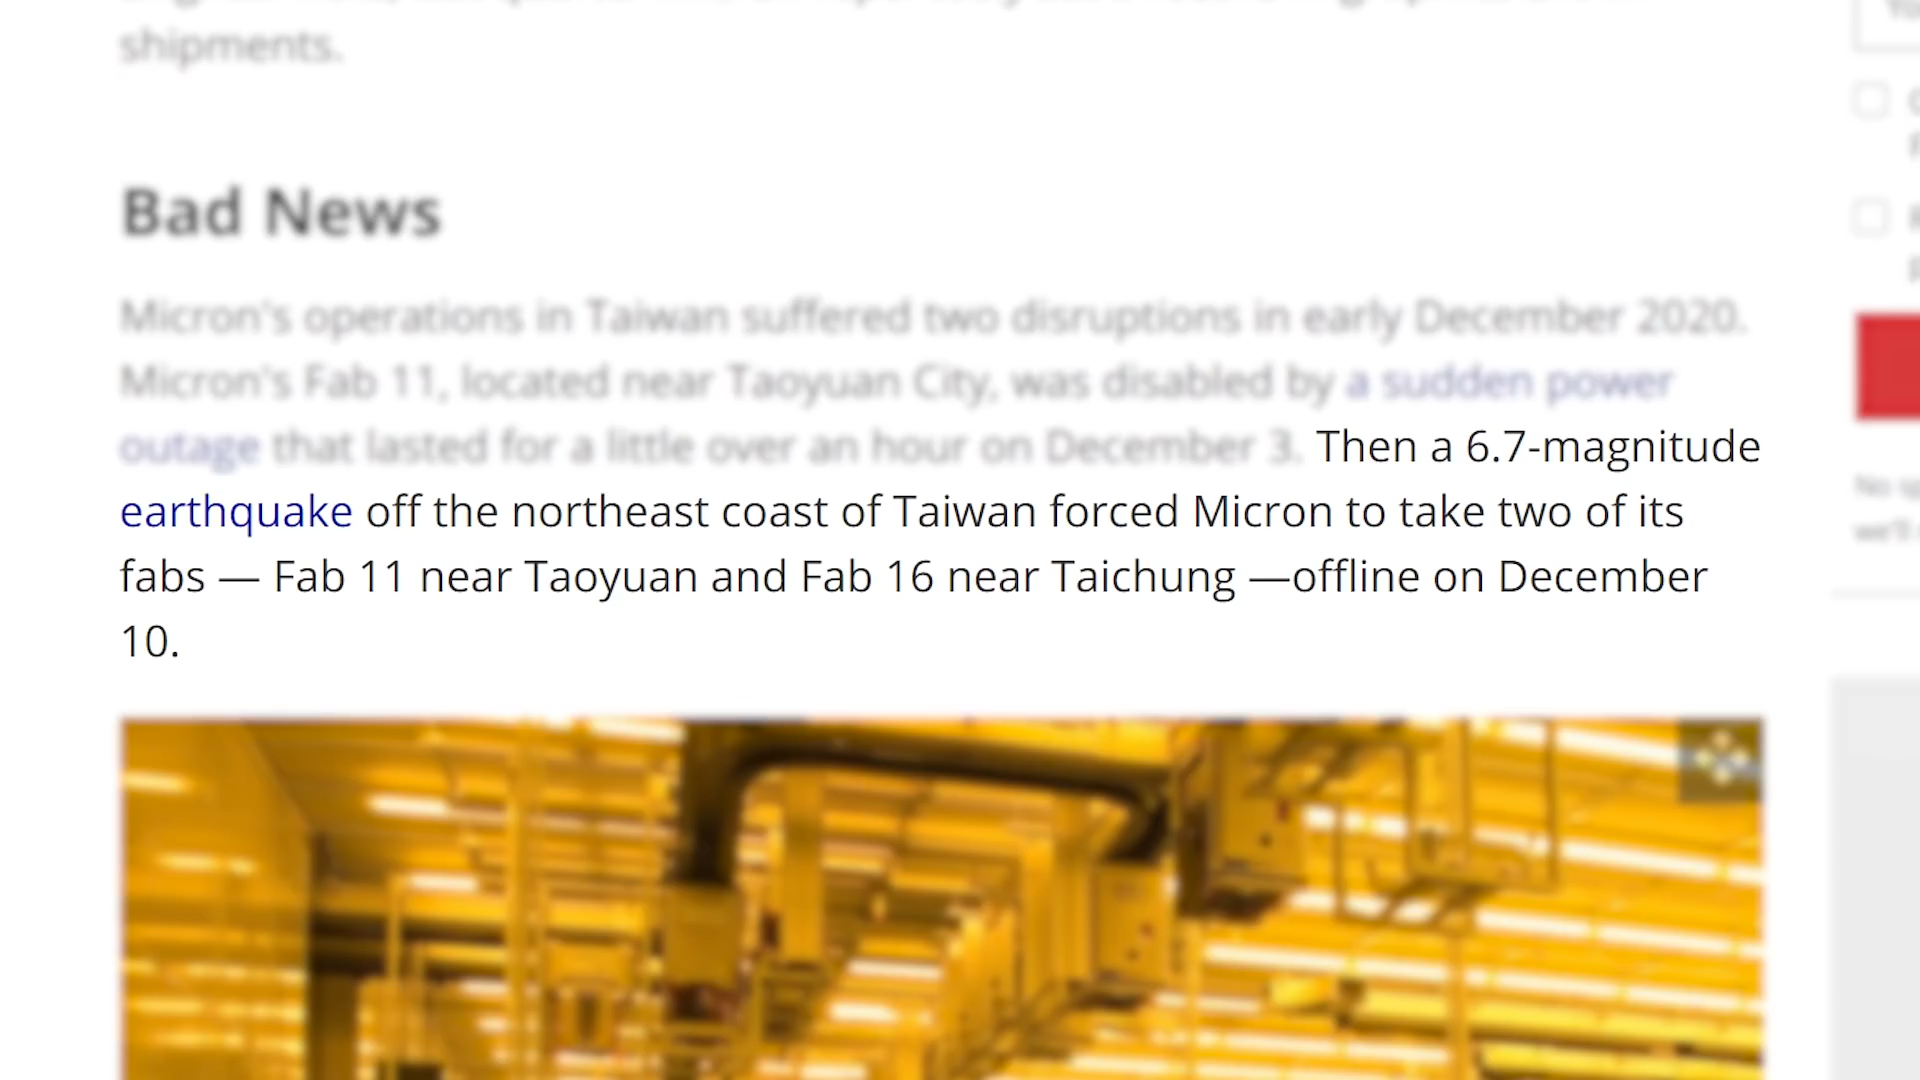 shipments.
Bad News
Micron's operations in Taiwan suffered two disruptions in early December 2020.
Micron's Fab 11, located near Taoyuan City, was disabled by a sudden power
outage that lasted for a little over an hour on December 3. Then a 6.7-magnitude
earthquake off the northeast coast of Taiwan forced Micron to take two of its
fabs — Fab 11 near Taoyuan and Fab 16 near Taichung —offline on December
10.
No
we'll